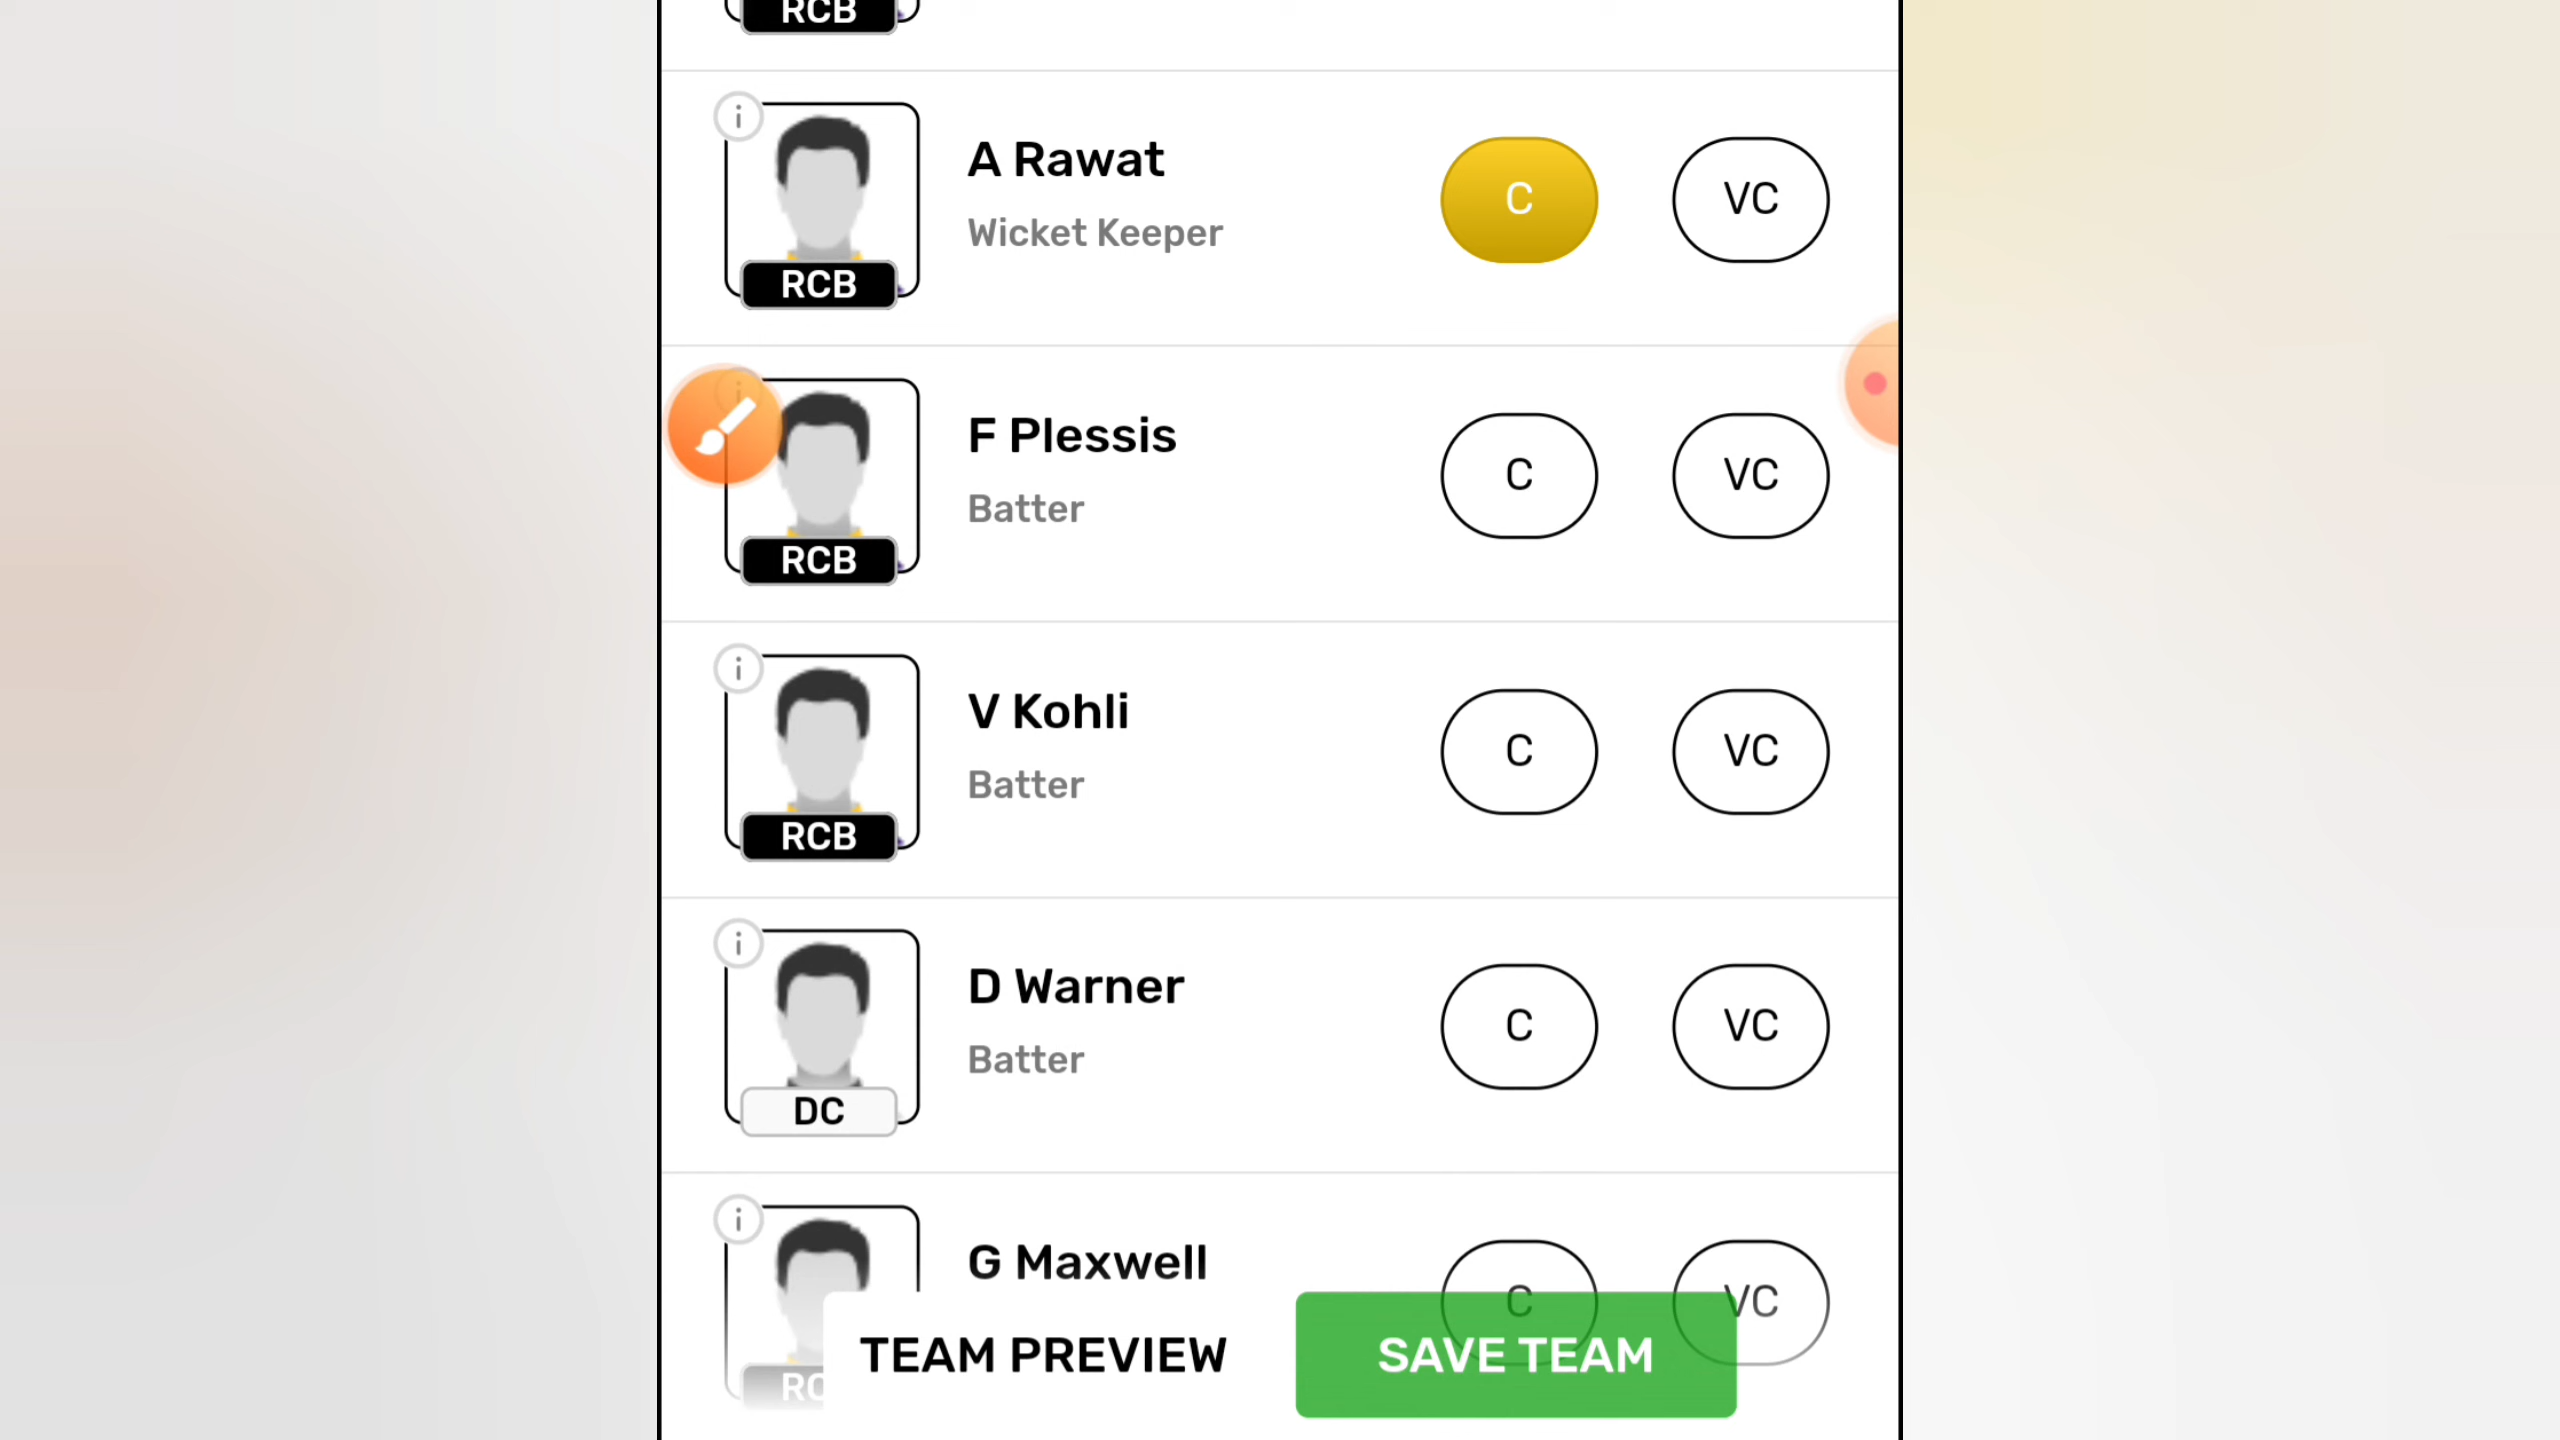 RCB
i
A Rawat
C
VC
Wicket Keeper
RCB
F Plessis
C
VC
Batter
RCB
i
V Kohli
C
VC
Batter
RCB
i
D Warner
C
VC
Batter
DC
i
G Maxwell
C
VC
TEAM PREVIEW
SAVE TEAM